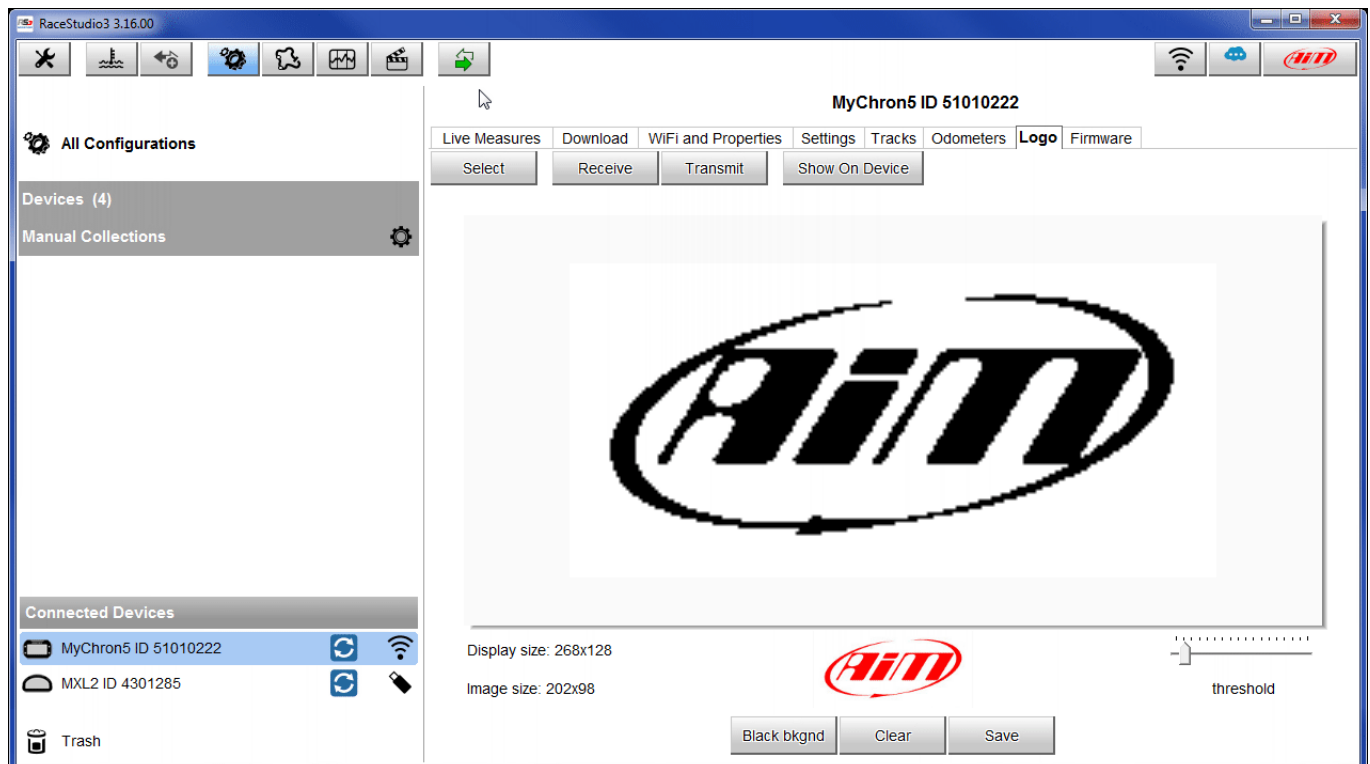 RS3 RaceStudio3 3.16.00
AiM
MyChron5 ID 51010222
All Configurations
Live Measures Download WiFi and Properties Settings Tracks Odometers Logo Firmware
Select Receive Transmit Show On Device
Devices (4)
Manual Collections
AiM
Connected Devices
MyChron5 ID 51010222
MXL2 ID 4301285
Trash
Display size: 268x128
Image size: 202x98
AiM
threshold
Black bkgnd Clear Save